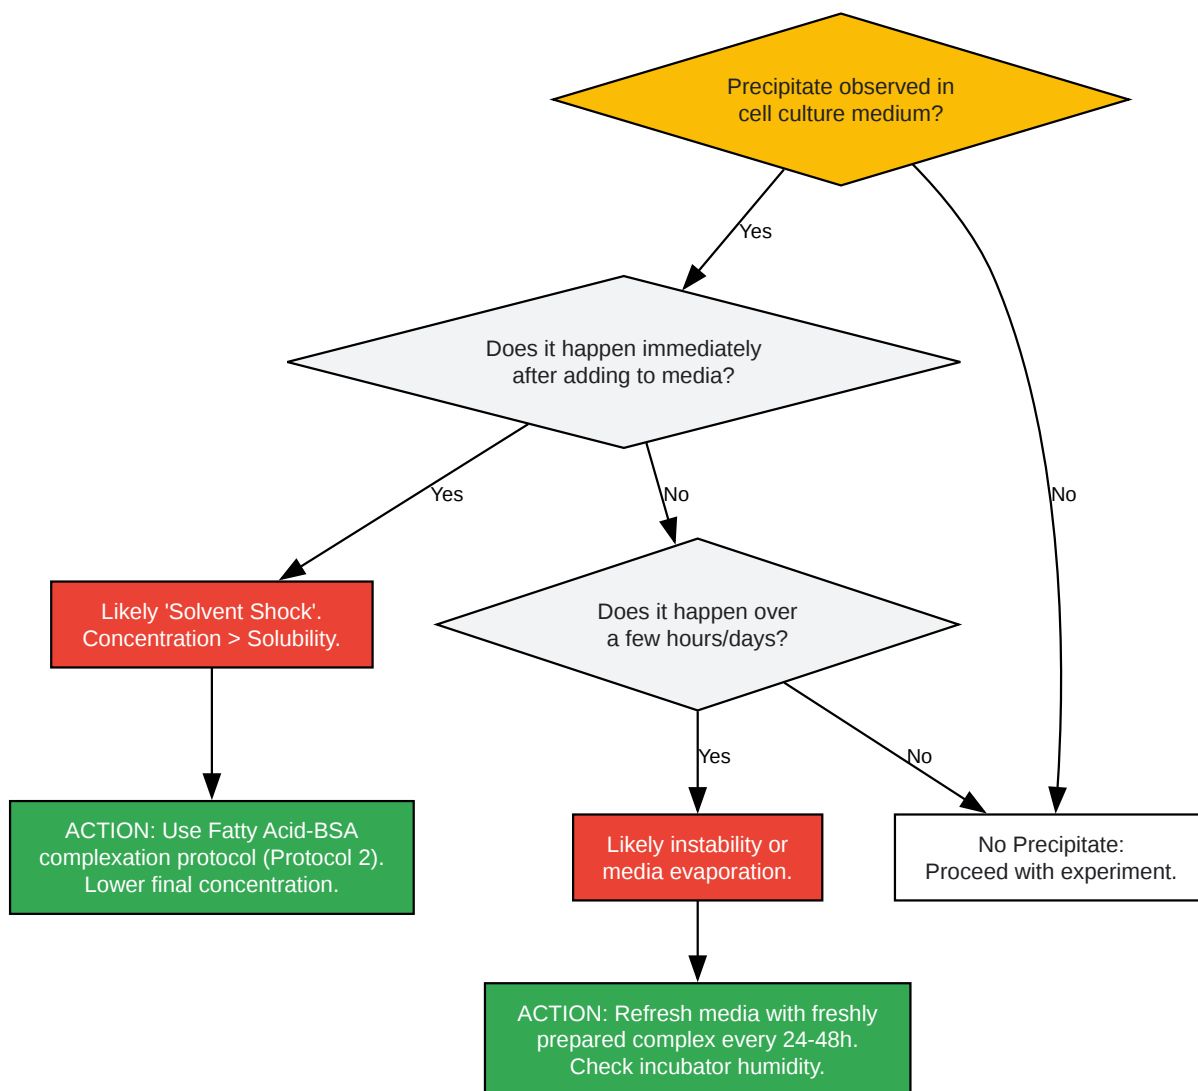 Precipitate observed in
cell culture medium?
Yes
Does it happen immediately
after adding to media?
Yes
No
No
Likely 'Solvent Shock'.
Concentration > Solubility.
Does it happen over
a few hours/days?
Yes
No
ACTION: Use Fatty Acid-BSA
complexation protocol (Protocol 2).
Lower final concentration.
Likely instability or
media evaporation.
No Precipitate:
Proceed with experiment.
ACTION: Refresh media with freshly
prepared complex every 24-48h.
Check incubator humidity.